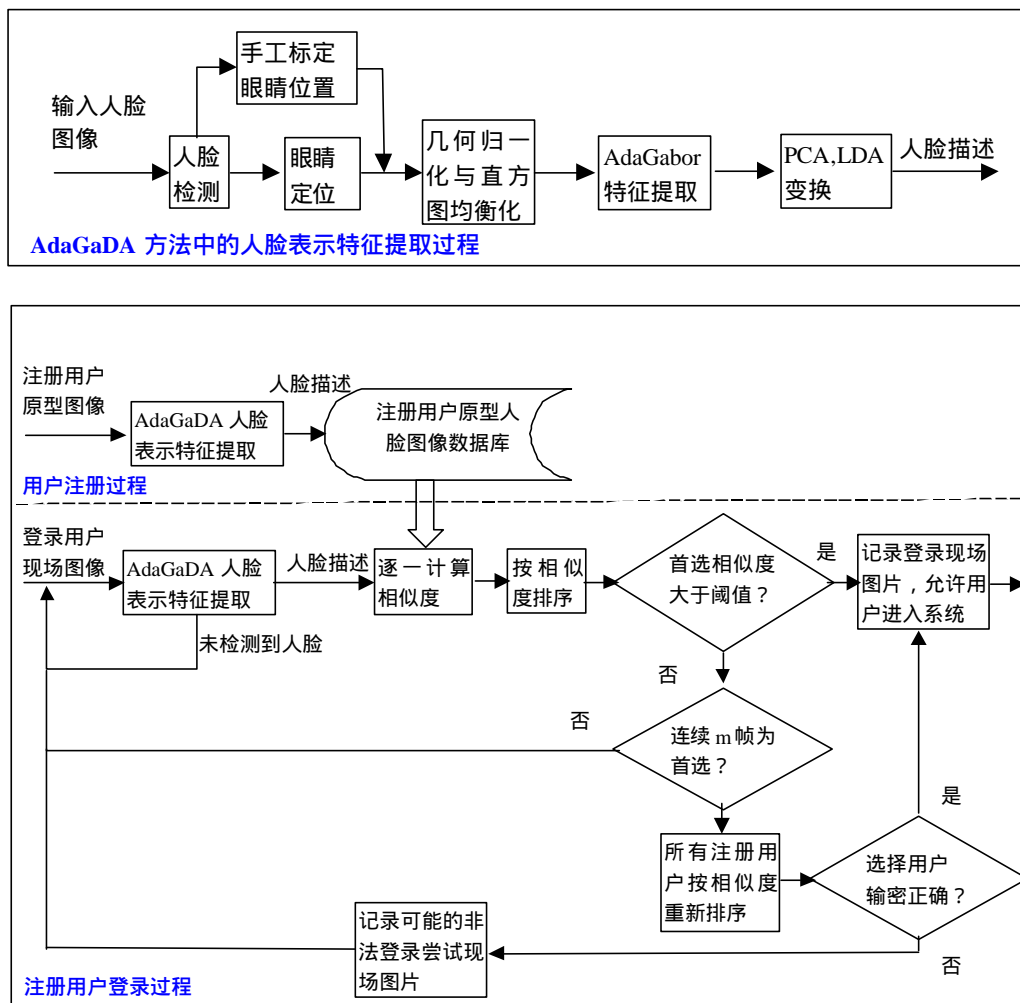 手工标定
眼睛位置
输入人脸
图像
人脸
检测
眼睛
定位
几何归一
化与直方
图均衡化
AdaGabor
特征提取
PCA,LDA
变换
人脸描述
AdaGaDA 方法中的人脸表示特征提取过程
注册用户
原型图像
AdaGaDA 人脸
表示特征提取
人脸描述
注册用户原型人
脸图像数据库
用户注册过程
登录用户
现场图像
AdaGaDA 人脸
表示特征提取
人脸描述
逐一计算
相似度
按相似
度排序
首选相似度
大于阈值？
是
记录登录现场
图片，允许用
户进入系统
未检测到人脸
否
否
连续 m 帧为
首选？
是
所有注册用
户按相似度
重新排序
选择用户
输密正确？
否
记录可能的非
法登录尝试现
场图片
注册用户登录过程